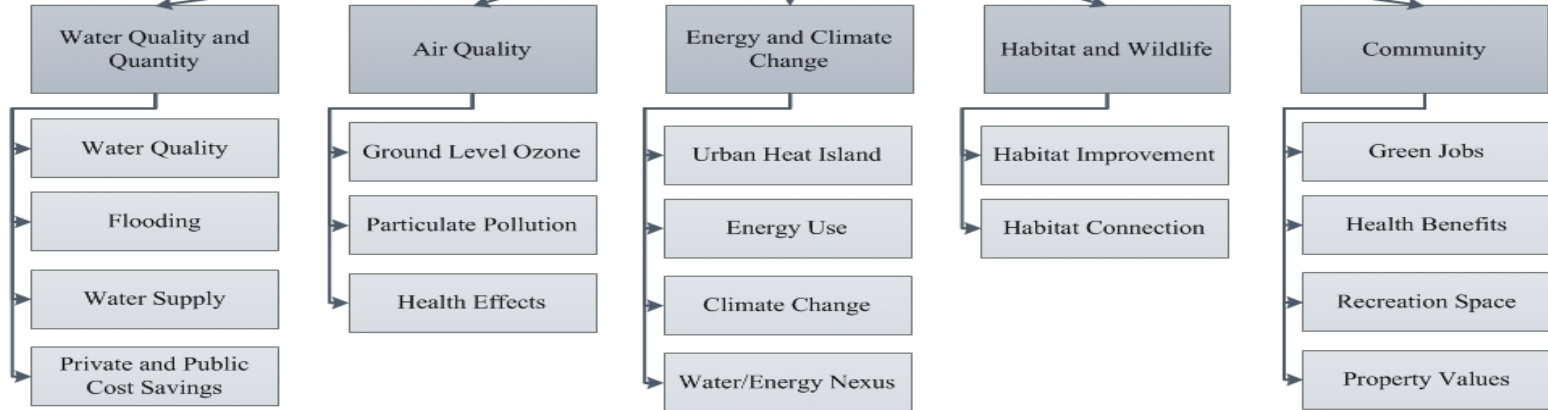 Water Quality and
Quantity
Water Quality
Flooding
Water Supply
Private and Public
Cost Savings
Air Quality
Ground Level Ozone
Particulate Pollution
Health Effects
Energy and Climate
Change
Urban Heat Island
Energy Use
Climate Change
Water/Energy Nexus
Habitat and Wildlife
Habitat Improvement
Habitat Connection
Community
Green Jobs
Health Benefits
Recreation Space
Property Values